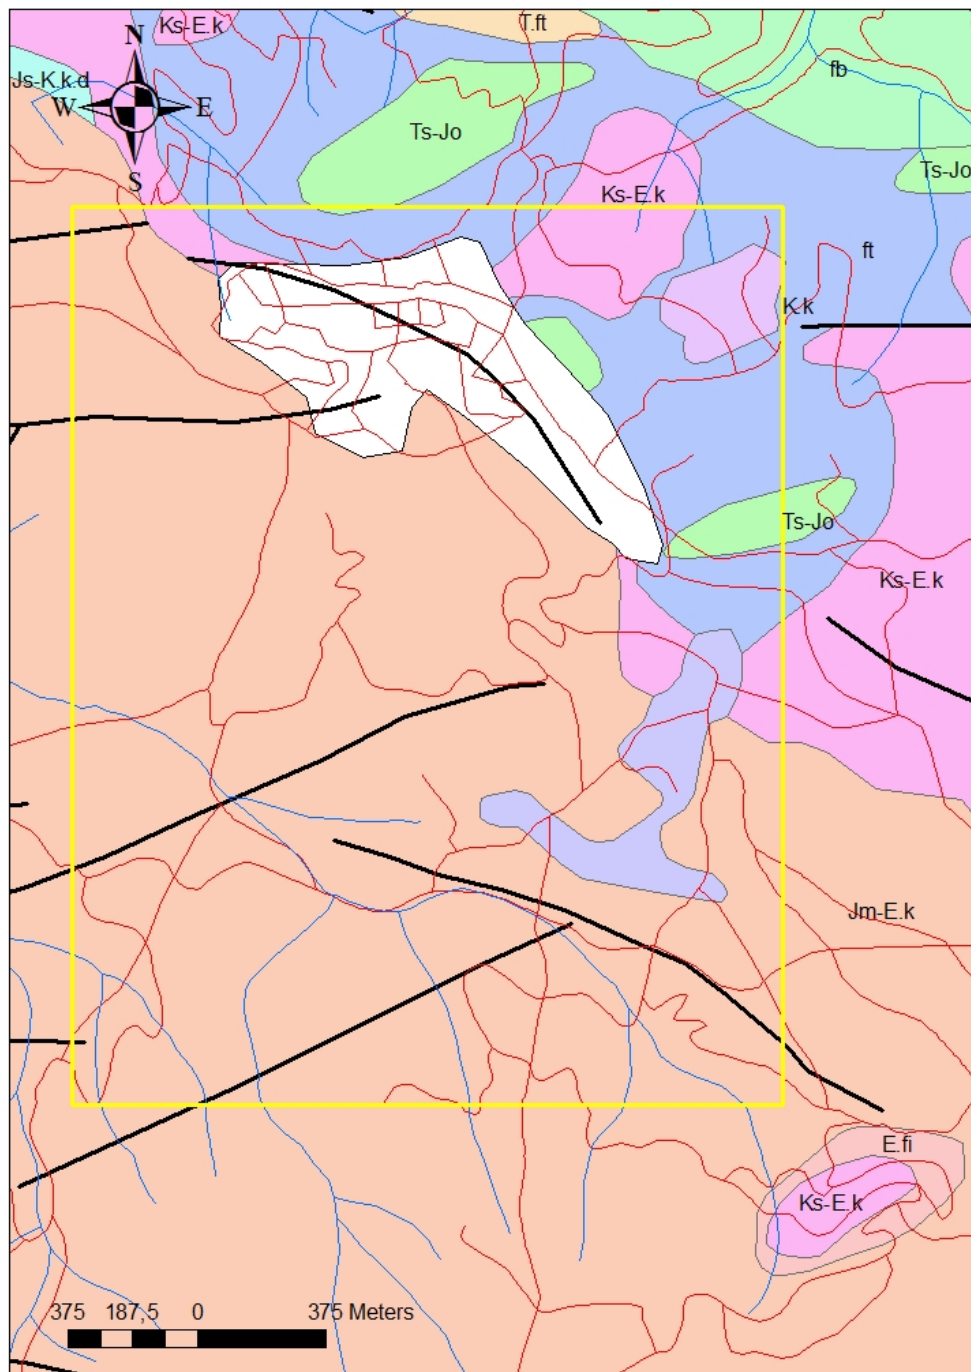 T.ft
Ks-E.k
N
fb
Js-K.k.d
W E
Ts-Jo
Ts-Jo
S
Ks-E.k
ft
K.k
Ts-Jo
Ks-E.k
Jm-E.k
E.fi
Ks-E.k
375 187,5 0 375 Meters